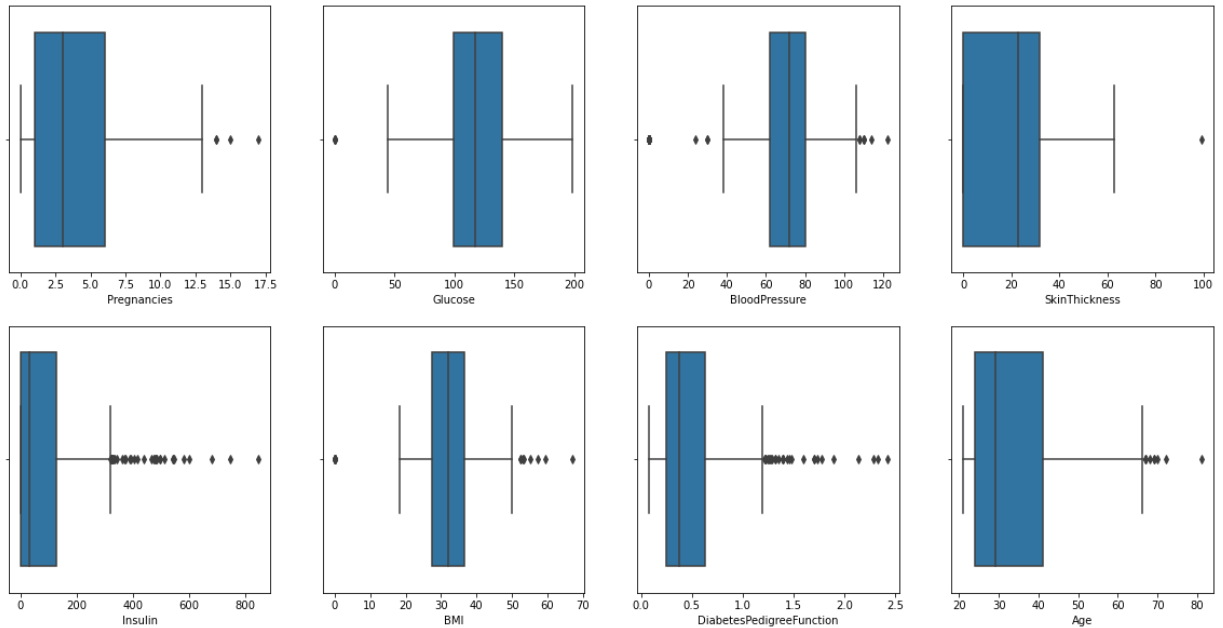 0.0 2.5 5.0 7.5 10.0 12.5 15.0 17.5
Pregnancies
0 50 100 150 200
Glucose
0 20 40 60 80 100 120
BloodPressure
0 20 40 60 80 100
SkinThickness
0 200 400 600 800
Insulin
0 10 20 30 40 50 60 70
BMI
0.0 0.5 1.0 1.5 2.0 2.5
DiabetesPedigreeFunction
20 30 40 50 60 70 80
Age